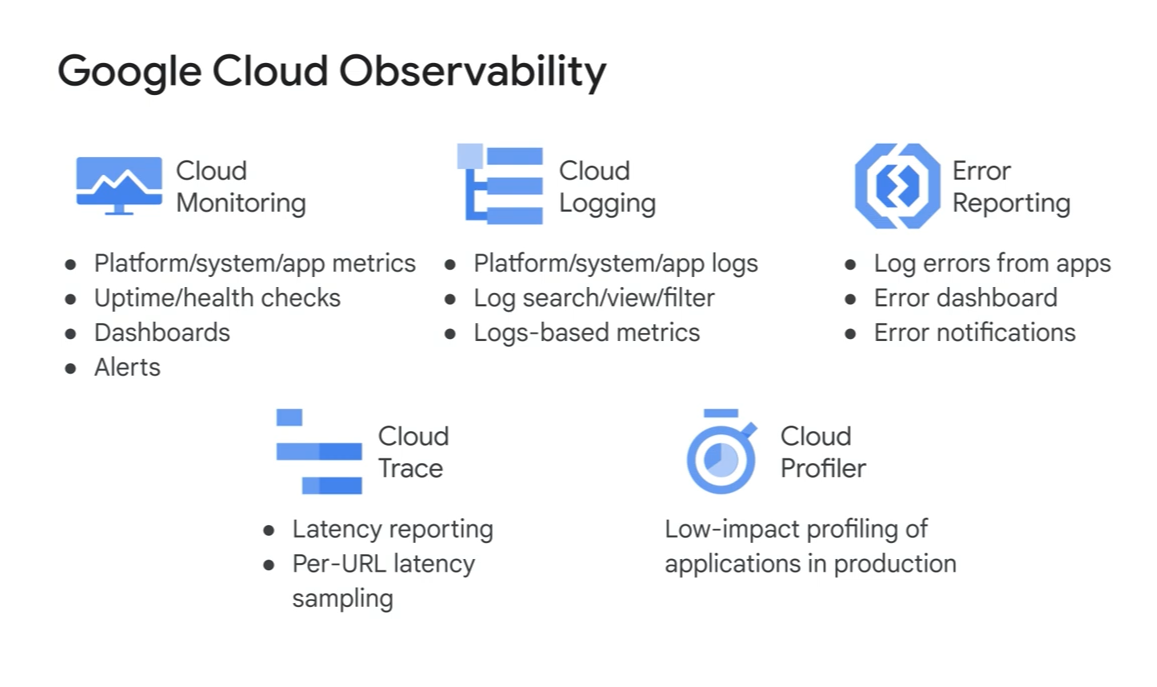 Google Cloud Observability
Cloud
Monitoring
● Platform/system/app metrics
● Uptime/health checks
● Dashboards
● Alerts
Cloud
Logging
● Platform/system/app logs
● Log search/view/filter
● Logs-based metrics
Error
Reporting
● Log errors from apps
● Error dashboard
● Error notifications
Cloud
Trace
● Latency reporting
● Per-URL latency
sampling
Cloud
Profiler
Low-impact profiling of
applications in production